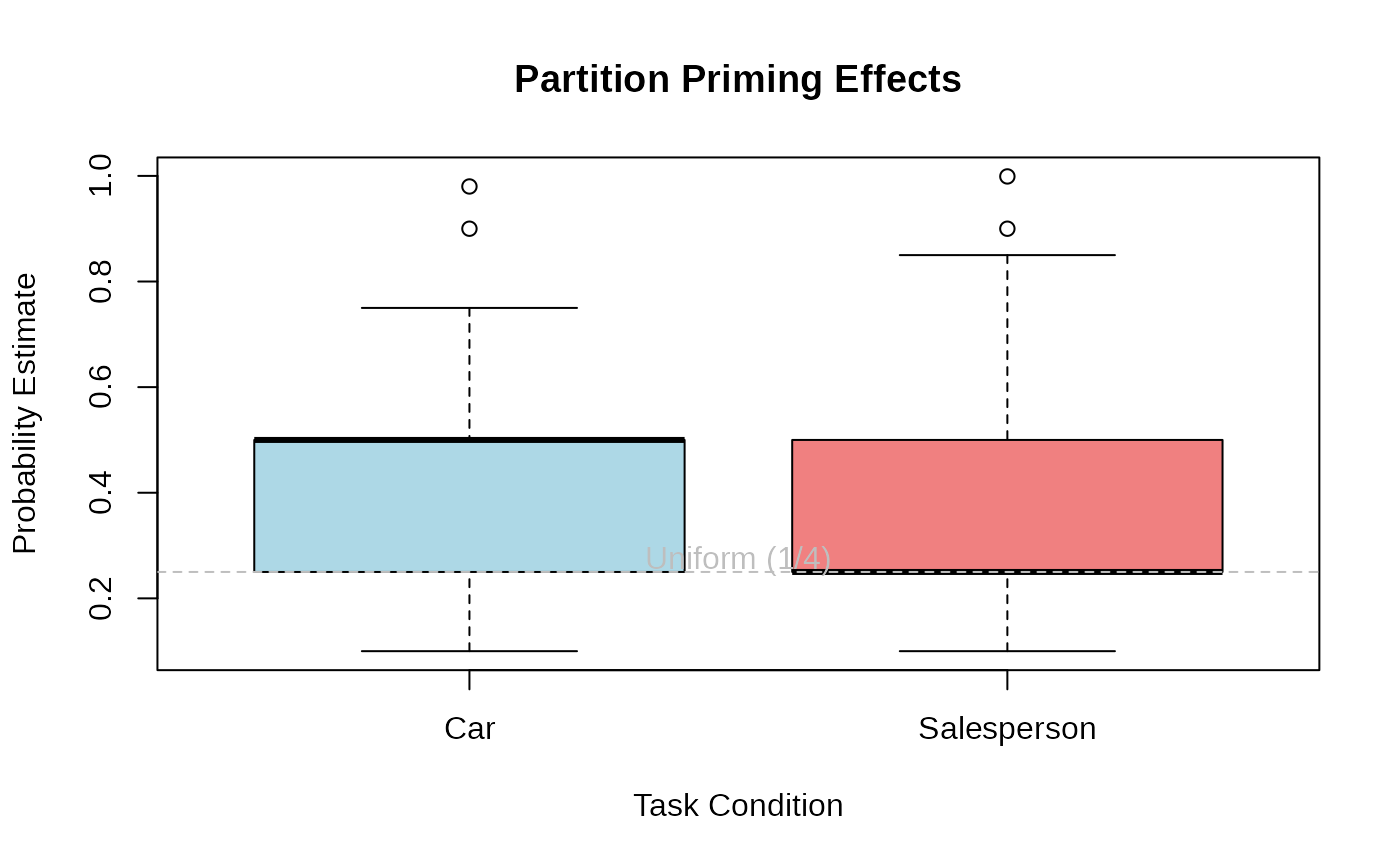 Partition Priming Effects
Probability Estimate
1.0
0.8
0.6
0.4
0.2
Uniform (1/4)
Car
Salesperson
Task Condition